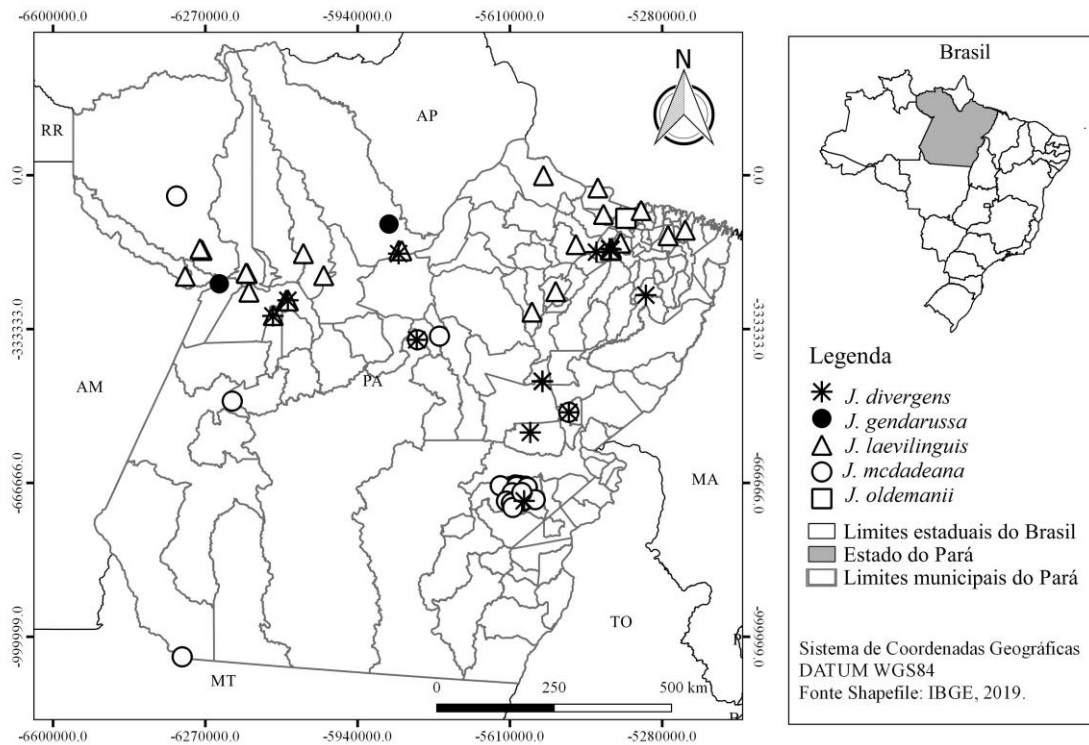 -6600000.0 -6270000.0 -5940000.0 -5610000.0 -5280000.0
N
AP
RR
0.0 0.0
-333333.0 -333333.0
AM
PA
-666666.0 -666666.0
MA
TO
-999999.0 -999999.0
MT
0 250 500 km
-6600000.0 -6270000.0 -5940000.0 -5610000.0 -5280000.0
Brasil
Legenda
J. divergens
J. gendarussa
J. laevilinguis
J. mcdadeana
J. oldemanii
Limites estaduais do Brasil
Estado do Pará
Limites municipais do Pará
Sistema de Coordenadas Geográficas
DATUM WGS84
Fonte Shapefile: IBGE, 2019.